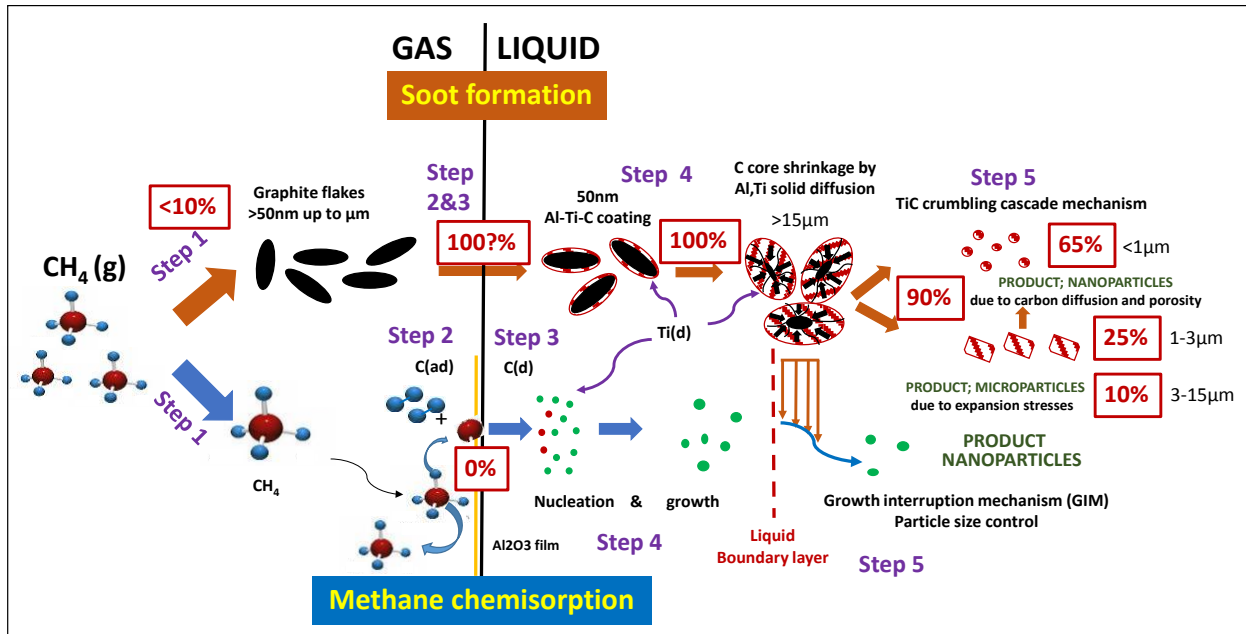 GAS LIQUID
Soot formation
<10%
Step 1
CH4 (g)
Graphite flakes
>50nm up to µm
Step
2&3
100?%
Step 4
50nm
Al-Ti-C coating
100%
C core shrinkage by
Al,Ti solid diffusion
>15µm
Step 5
TiC crumbling cascade mechanism
65% <1µm
PRODUCT; NANOPARTICLES
due to carbon diffusion and porosity
90%
25% 1-3µm
PRODUCT; MICROPARTICLES
due to expansion stresses
10% 3-15µm
Ti(d)
Step 1
CH4
Step 2
C(ad)
+
0%
Step 3
C(d)
Nucleation & growth
Al2O3 film
Step 4
Liquid
Boundary layer
PRODUCT
NANOPARTICLES
Growth interruption mechanism (GIM)
Particle size control
Step 5
Methane chemisorption